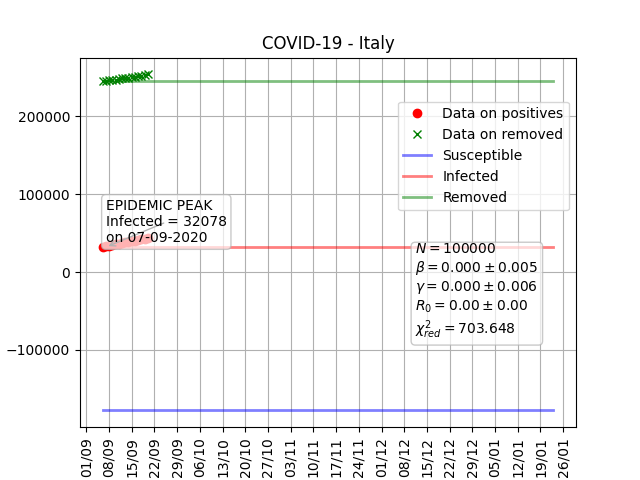 COVID-19 - Italy
200000
100000
0
−100000
Data on positives
Data on removed
Susceptible
Infected
Removed
EPIDEMIC PEAK
Infected = 32078
on 07-09-2020
N = 100000
β = 0.000 ± 0.005
γ = 0.000 ± 0.006
R₀ = 0.00 ± 0.00
χ²_red = 703.648
01/09
08/09
15/09
22/09
29/09
06/10
13/10
20/10
27/10
03/11
10/11
17/11
24/11
01/12
08/12
15/12
22/12
29/12
05/01
12/01
19/01
26/01